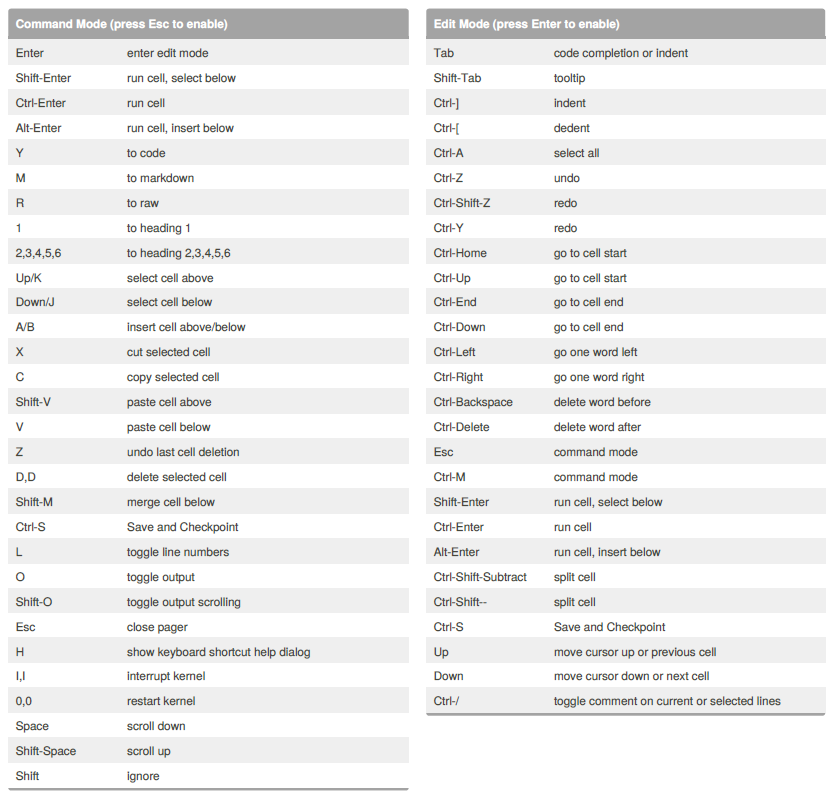 Command Mode (press Esc to enable)
Enter enter edit mode
Shift-Enter run cell, select below
Ctrl-Enter run cell
Alt-Enter run cell, insert below
Y to code
M to markdown
R to raw
1 to heading 1
2,3,4,5,6 to heading 2,3,4,5,6
Up/K select cell above
Down/J select cell below
A/B insert cell above/below
X cut selected cell
C copy selected cell
Shift-V paste cell above
V paste cell below
Z undo last cell deletion
D,D delete selected cell
Shift-M merge cell below
Ctrl-S Save and Checkpoint
L toggle line numbers
O toggle output
Shift-O toggle output scrolling
Esc close pager
H show keyboard shortcut help dialog
I,I interrupt kernel
0,0 restart kernel
Space scroll down
Shift-Space scroll up
Shift ignore
Edit Mode (press Enter to enable)
Tab code completion or indent
Shift-Tab tooltip
Ctrl-] indent
Ctrl-[ dedent
Ctrl-A select all
Ctrl-Z undo
Ctrl-Shift-Z redo
Ctrl-Y redo
Ctrl-Home go to cell start
Ctrl-Up go to cell start
Ctrl-End go to cell end
Ctrl-Down go to cell end
Ctrl-Left go one word left
Ctrl-Right go one word right
Ctrl-Backspace delete word before
Ctrl-Delete delete word after
Esc command mode
Ctrl-M command mode
Shift-Enter run cell, select below
Ctrl-Enter run cell
Alt-Enter run cell, insert below
Ctrl-Shift-Subtract split cell
Ctrl-Shift-- split cell
Ctrl-S Save and Checkpoint
Up move cursor up or previous cell
Down move cursor down or next cell
Ctrl-/ toggle comment on current or selected lines